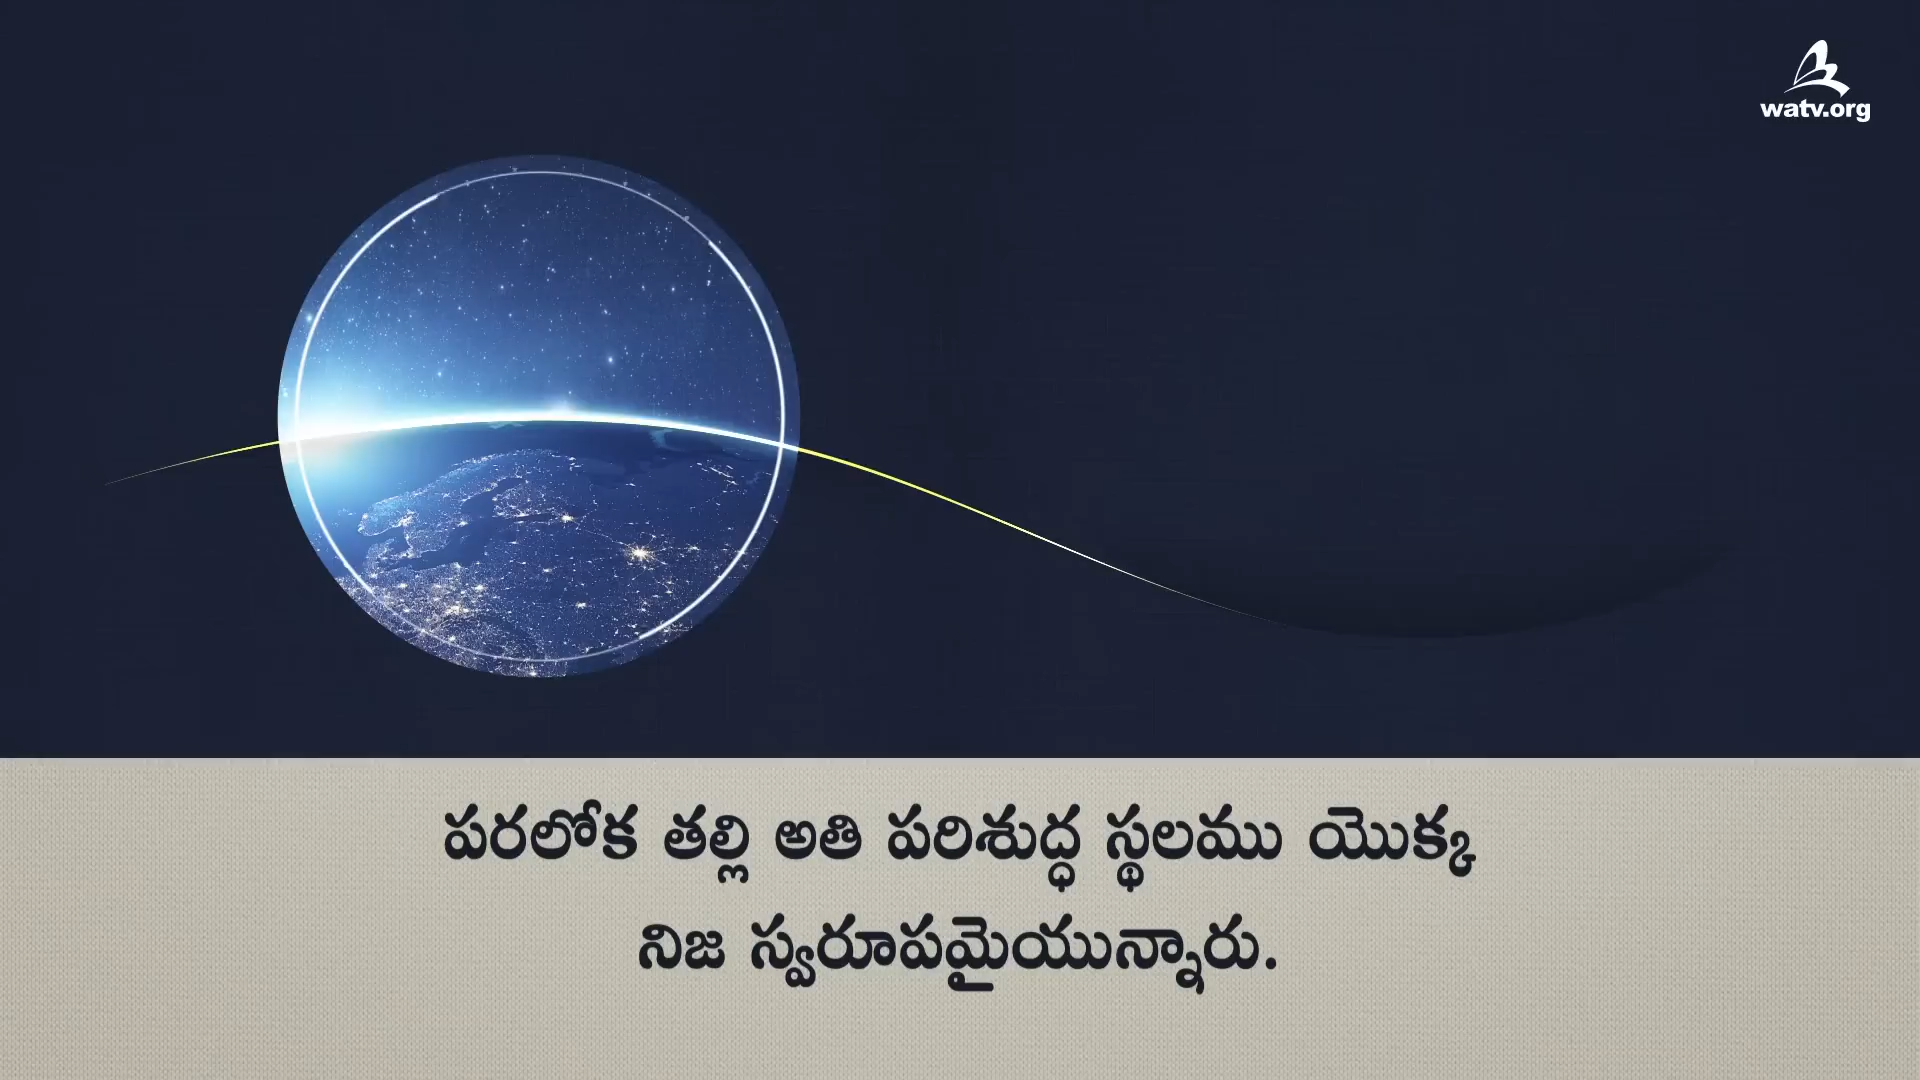 watv.org
పరలోక తల్లి అతి పరిశుద్ధ స్థలము యొక్క
నిజ స్వరూపమైయున్నారు.